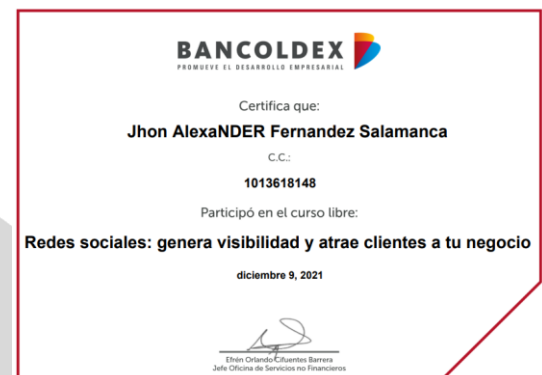 BANCOLDEX
PROMUEVE EL DESARROLLO EMPRESARIAL
Certifica que:
Jhon AlexaNDER Fernandez Salamanca
C.C.:
1013618148
Participó en el curso libre:
Redes sociales: genera visibilidad y atrae clientes a tu negocio
diciembre 9, 2021
Efrén Orlando Cifuentes Barrera
Jefe Oficina de Servicios no Financieros